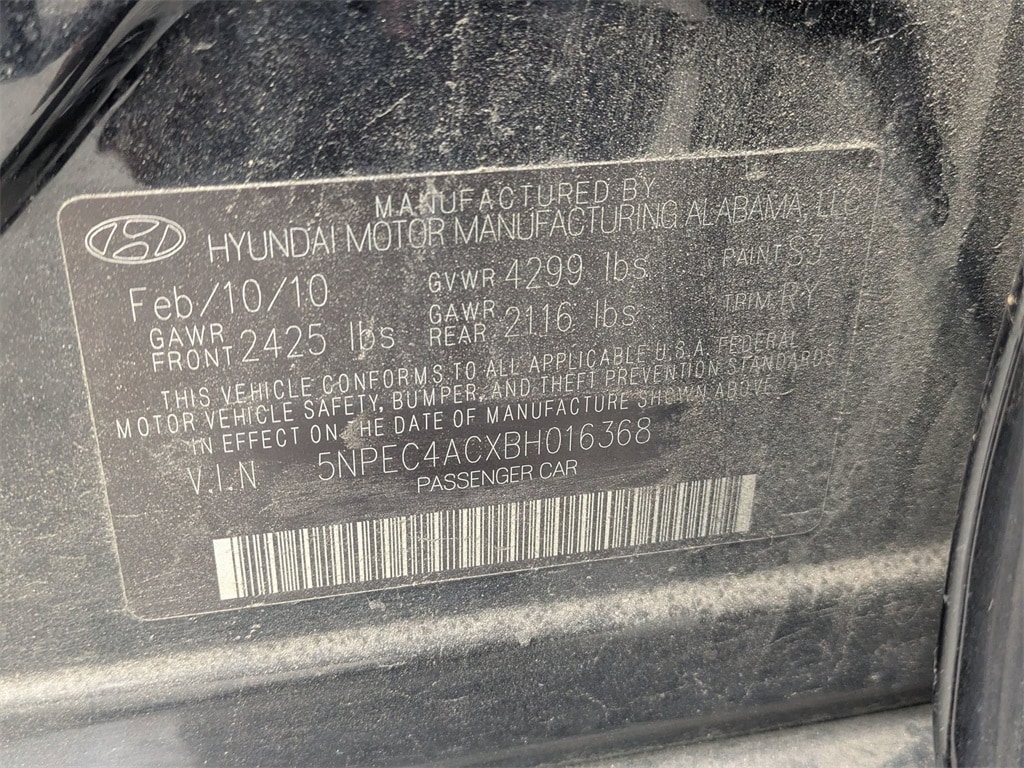 MANUFACTURED BY
HYUNDAI MOTOR MANUFACTURING ALABAMA, LLC
Feb/10/10 GVWR 4299 lbs PAINT S3
GAWR FRONT 2425 lbs GAWR REAR 2116 lbs TRIM RY
THIS VEHICLE CONFORMS TO ALL APPLICABLE U.S.A. FEDERAL
MOTOR VEHICLE SAFETY, BUMPER, AND THEFT PREVENTION STANDARDS
IN EFFECT ON THE DATE OF MANUFACTURE SHOWN ABOVE
V.I.N 5NPEC4ACXBH016368
PASSENGER CAR